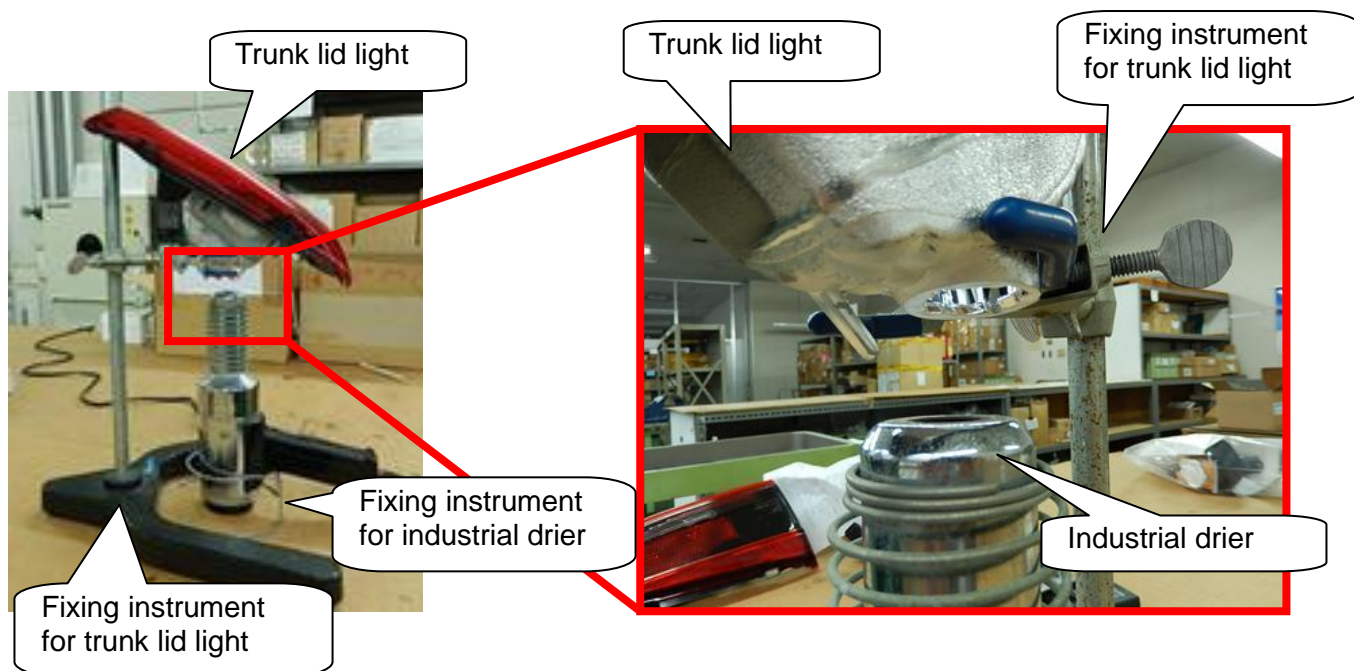 Trunk lid light
Trunk lid light
Fixing instrument
for trunk lid light
Fixing instrument
for industrial drier
Industrial drier
Fixing instrument
for trunk lid light